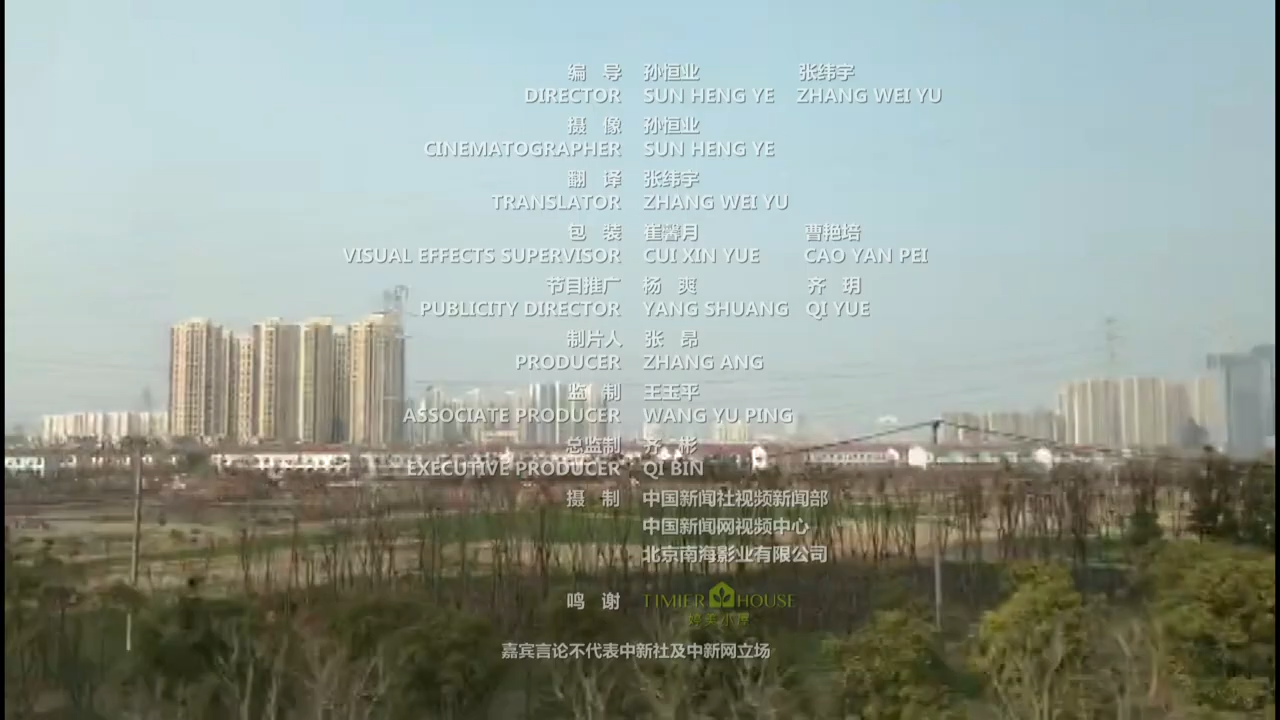 编 导 孙恒业 张纬宇
DIRECTOR SUN HENG YE ZHANG WEI YU
摄 像 孙恒业
CINEMATOGRAPHER SUN HENG YE
翻 译 张纬宇
TRANSLATOR ZHANG WEI YU
包 装 崔馨月 曹艳培
VISUAL EFFECTS SUPERVISOR CUI XIN YUE CAO YAN PEI
节目推广 杨 爽 齐 玥
PUBLICITY DIRECTOR YANG SHUANG QI YUE
制片人 张 昂
PRODUCER ZHANG ANG
监 制 王玉平
ASSOCIATE PRODUCER WANG YU PING
总监制 齐 彬
EXECUTIVE PRODUCER QI BIN
摄 制 中国新闻社视频新闻部
中国新闻网视频中心
北京南海影业有限公司
鸣 谢 TIMIER HOUSE
小屋
嘉宾言论不代表中新社及中新网立场